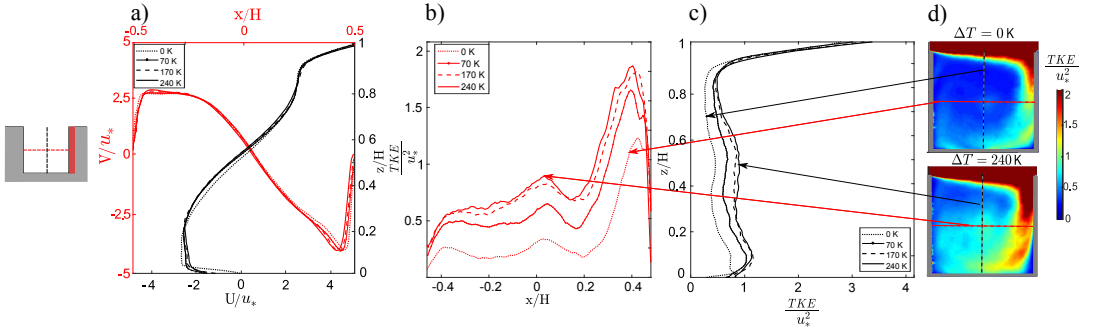 a)
b)
c)
d)
x/H
-0.5
0
0.5
5
2.5
0
-2.5
-5
V/u*
0 K
70 K
170 K
240 K
1
0.8
0.6
0.4
0.2
0
z/H
-4
-2
0
2
4
U/u*
TKE
u*²
2
1.5
1
0.5
0 K
70 K
170 K
240 K
-0.4
-0.2
0
0.2
0.4
x/H
z/H
1
0.8
0.6
0.4
0.2
0
0 K
70 K
170 K
240 K
0
1
2
3
4
TKE
u*²
ΔT = 0 K
ΔT = 240 K
TKE
u*²
2
1.5
1
0.5
0